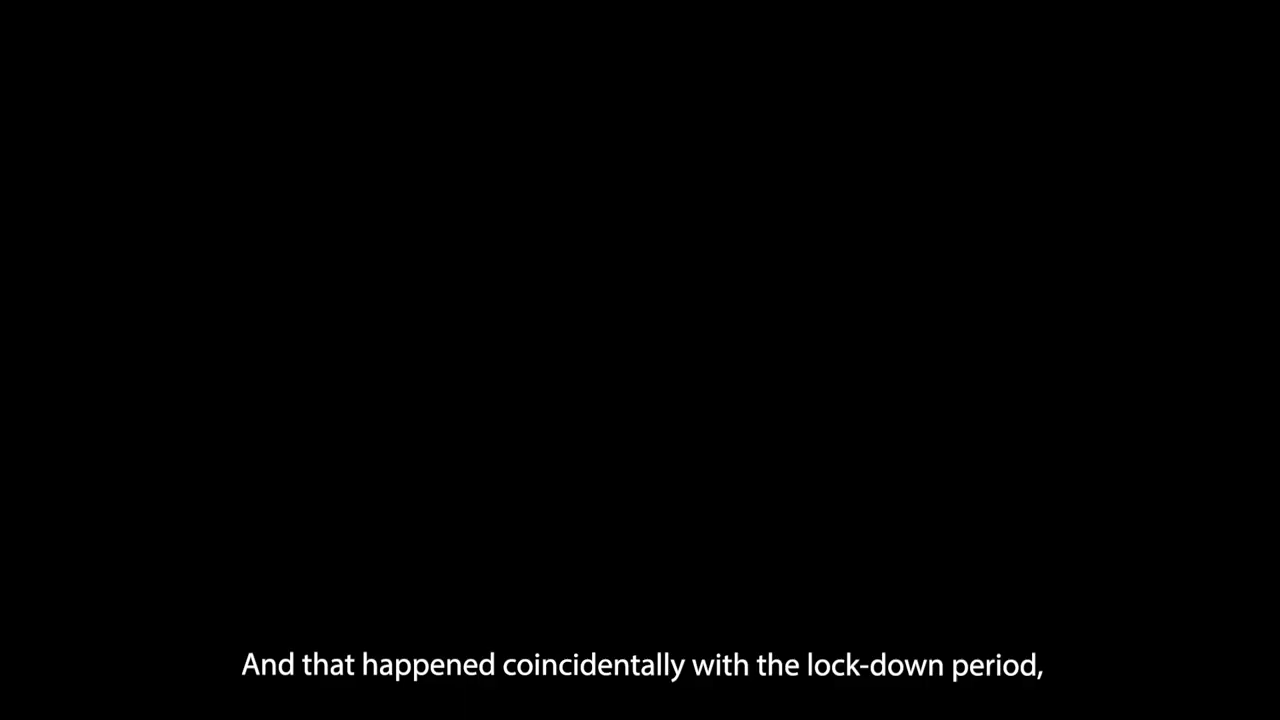 And that happened coincidentally with the lock-down period,